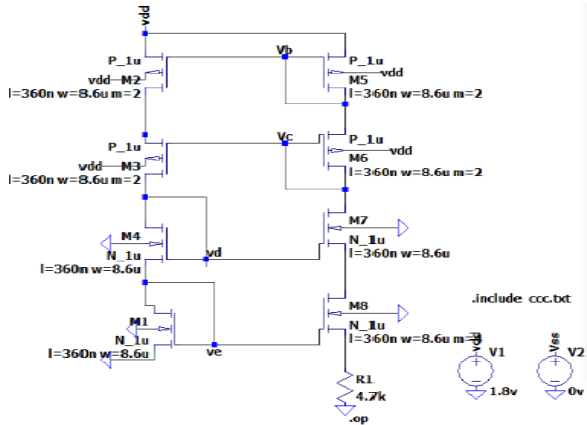 vdd
P_1u
Vb
P_1u
vdd
M2
M5
vdd
l=360n w=8.6u m=2
l=360n w=8.6u m=2
P_1u
Vc
P_1u
vdd
M3
vdd
M6
l=360n w=8.6u m=2
l=360n w=8.6u m=2
M4
M7
N_1u
vd
N_1u
l=360n w=8.6u
l=360n w=8.6u
M1
M8
N_1u
ve
N_1u
l=360n w=8.6u
l=360n w=8.6u
.include ccc.txt
R1
4.7k
.op
V1
1.8v
Vss
V2
0v